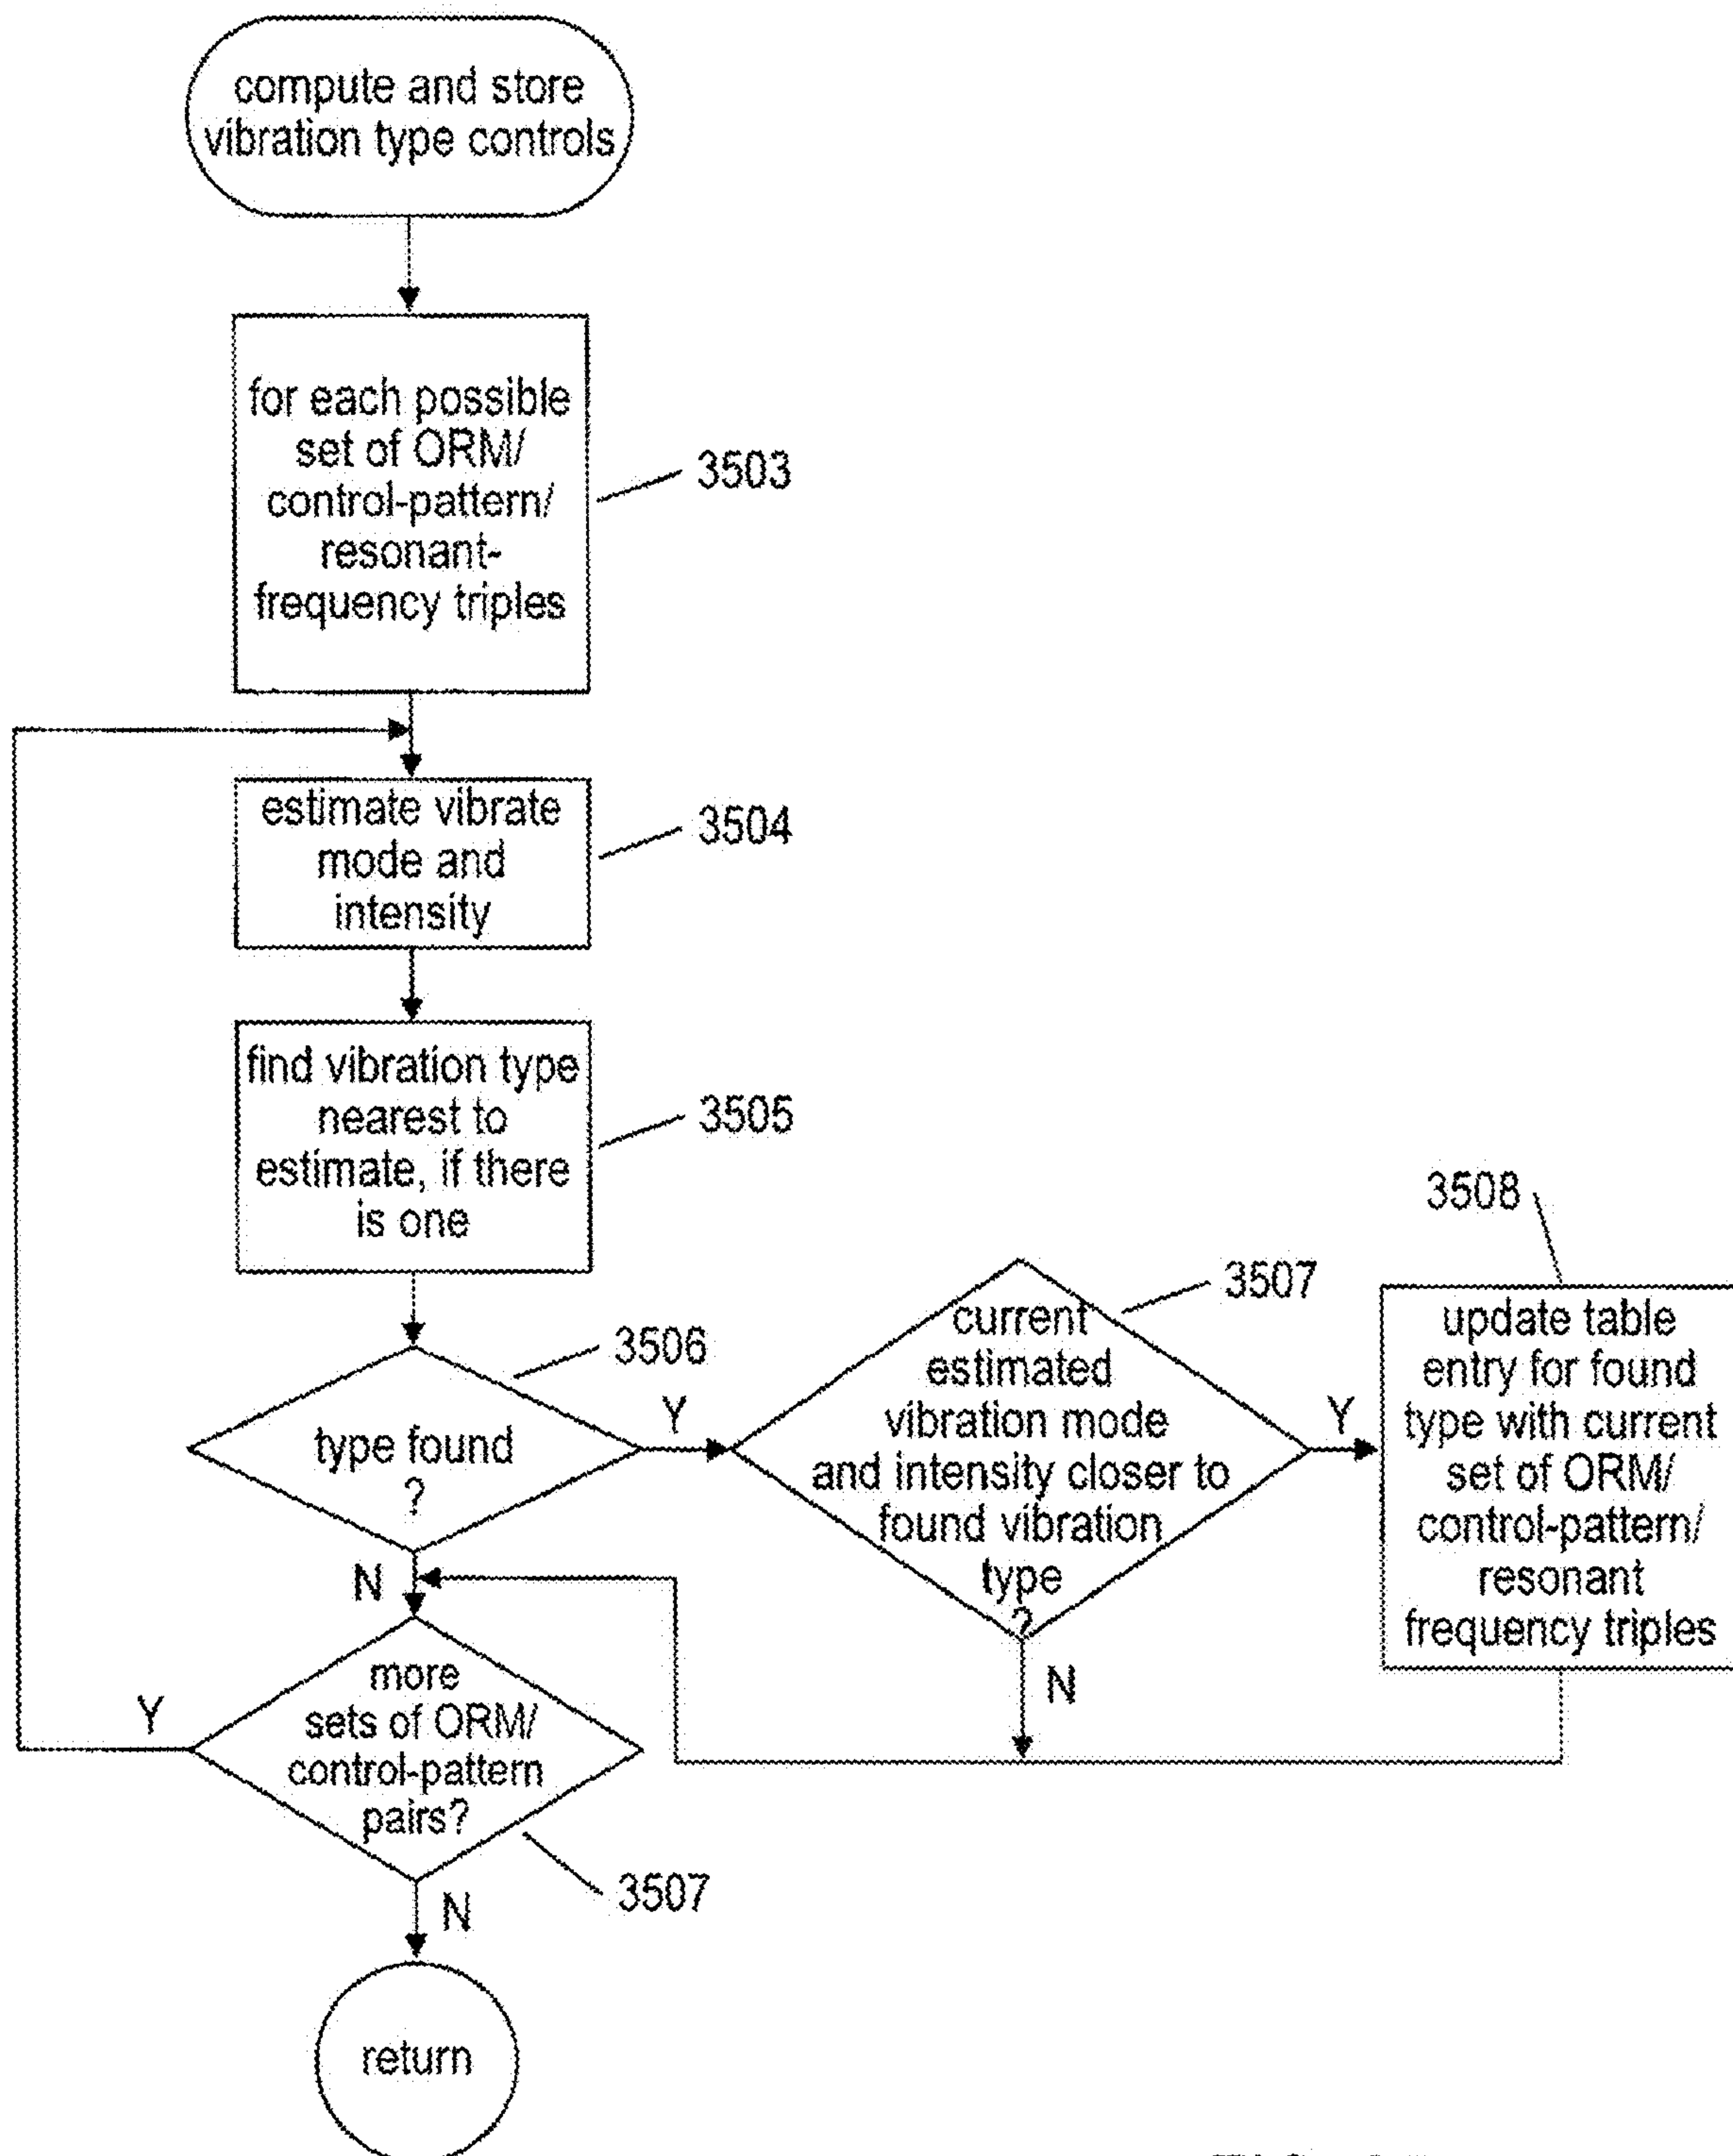 compute and store
vibration type controls
for each possible
set of ORM/
control-pattern/
resonant-
frequency triples
3503
estimate vibrate
mode and
intensity
3504
find vibration type
nearest to
estimate, if there
is one
3505
type found
?
3506
Y
N
current
estimated
vibration mode
and intensity closer to
found vibration
type
?
3507
Y
N
3508
update table
entry for found
type with current
set of ORM/
control-pattern/
resonant
frequency triples
more
sets of ORM/
control-pattern
pairs?
Y
3507
N
return